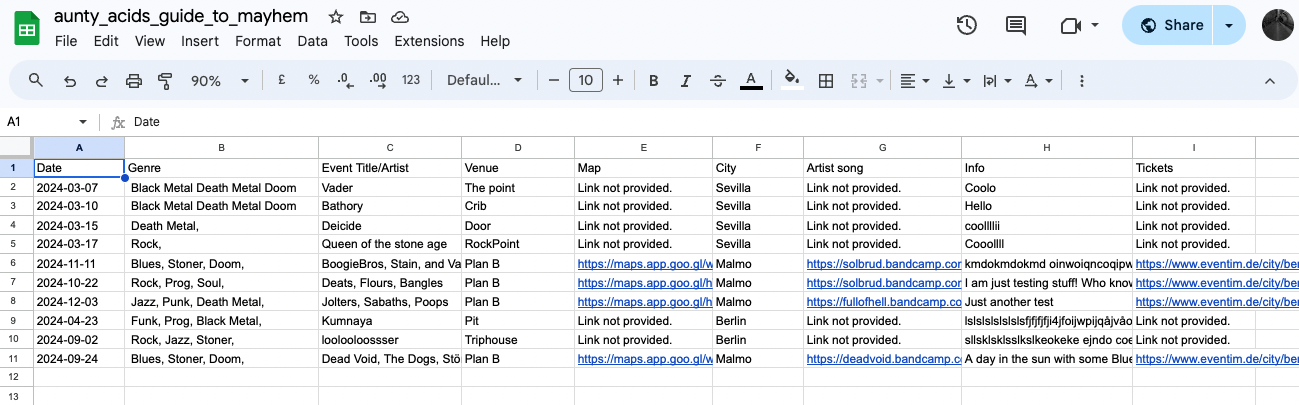 aunty_acids_guide_to_mayhem
File Edit View Insert Format Data Tools Extensions Help
Share
90% £ % .0 .00 123 Defaul... 10 B I S A A
A1 fx Date
A B C D E F G H I
1 Date Genre Event Title/Artist Venue Map City Artist song Info Tickets
2 2024-03-07 Black Metal Death Metal Doom Vader The point Link not provided. Sevilla Link not provided. Coolo Link not provided.
3 2024-03-10 Black Metal Death Metal Doom Bathory Crib Link not provided. Sevilla Link not provided. Hello Link not provided.
4 2024-03-15 Death Metal, Deicide Door Link not provided. Sevilla Link not provided. coollllii Link not provided.
5 2024-03-17 Rock, Queen of the stone age RockPoint Link not provided. Sevilla Link not provided. Cooollll Link not provided.
6 2024-11-11 Blues, Stoner, Doom, BoogieBros, Stain, and Va Plan B https://maps.app.goo.gl/w Malmo https://solbrud.bandcamp.cor kmdokmdokmd oinwoiqncoqipw https://www.eventim.de/city/ber
7 2024-10-22 Rock, Prog, Soul, Deats, Flours, Bangles Plan B https://maps.app.goo.gl/h Malmo https://solbrud.bandcamp.cor I am just testing stuff! Who know https://www.eventim.de/city/ber
8 2024-12-03 Jazz, Punk, Death Metal, Jolters, Sabaths, Poops Plan B https://maps.app.goo.gl/h Malmo https://fullofhell.bandcamp.co Just another test https://www.eventim.de/city/ber
9 2024-04-23 Funk, Prog, Black Metal, Kumnaya Pit Link not provided. Berlin Link not provided. Link not provided.
10 2024-09-02 Rock, Jazz, Stoner, loolooloossser Triphouse Link not provided. Berlin Link not provided. sllsklsklsslkslkeokeke ejndo coe Link not provided.
11 2024-09-24 Blues, Stoner, Doom, Dead Void, The Dogs, Stö Plan B https://maps.app.goo.gl/w Malmo https://deadvoid.bandcamp.c A day in the sun with some Blue https://www.eventim.de/city/ber
12
13